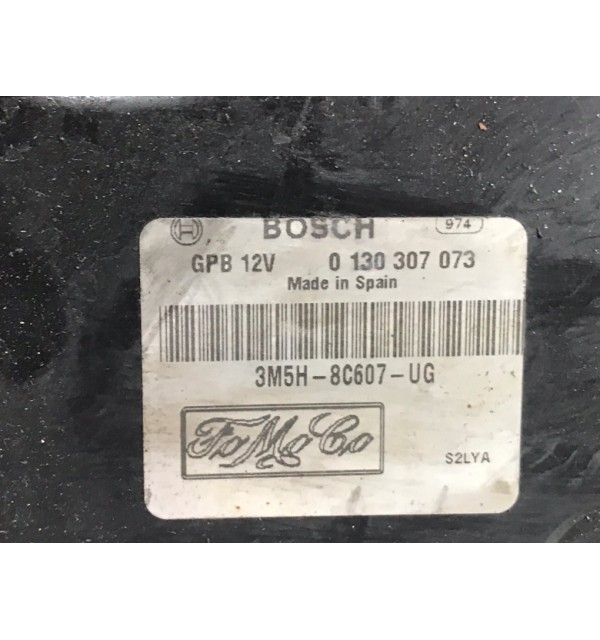 BOSCH 974
GPB 12V 0 130 307 073
Made in Spain
3M5H-8C607-UG
FoMoCo
S2LYA